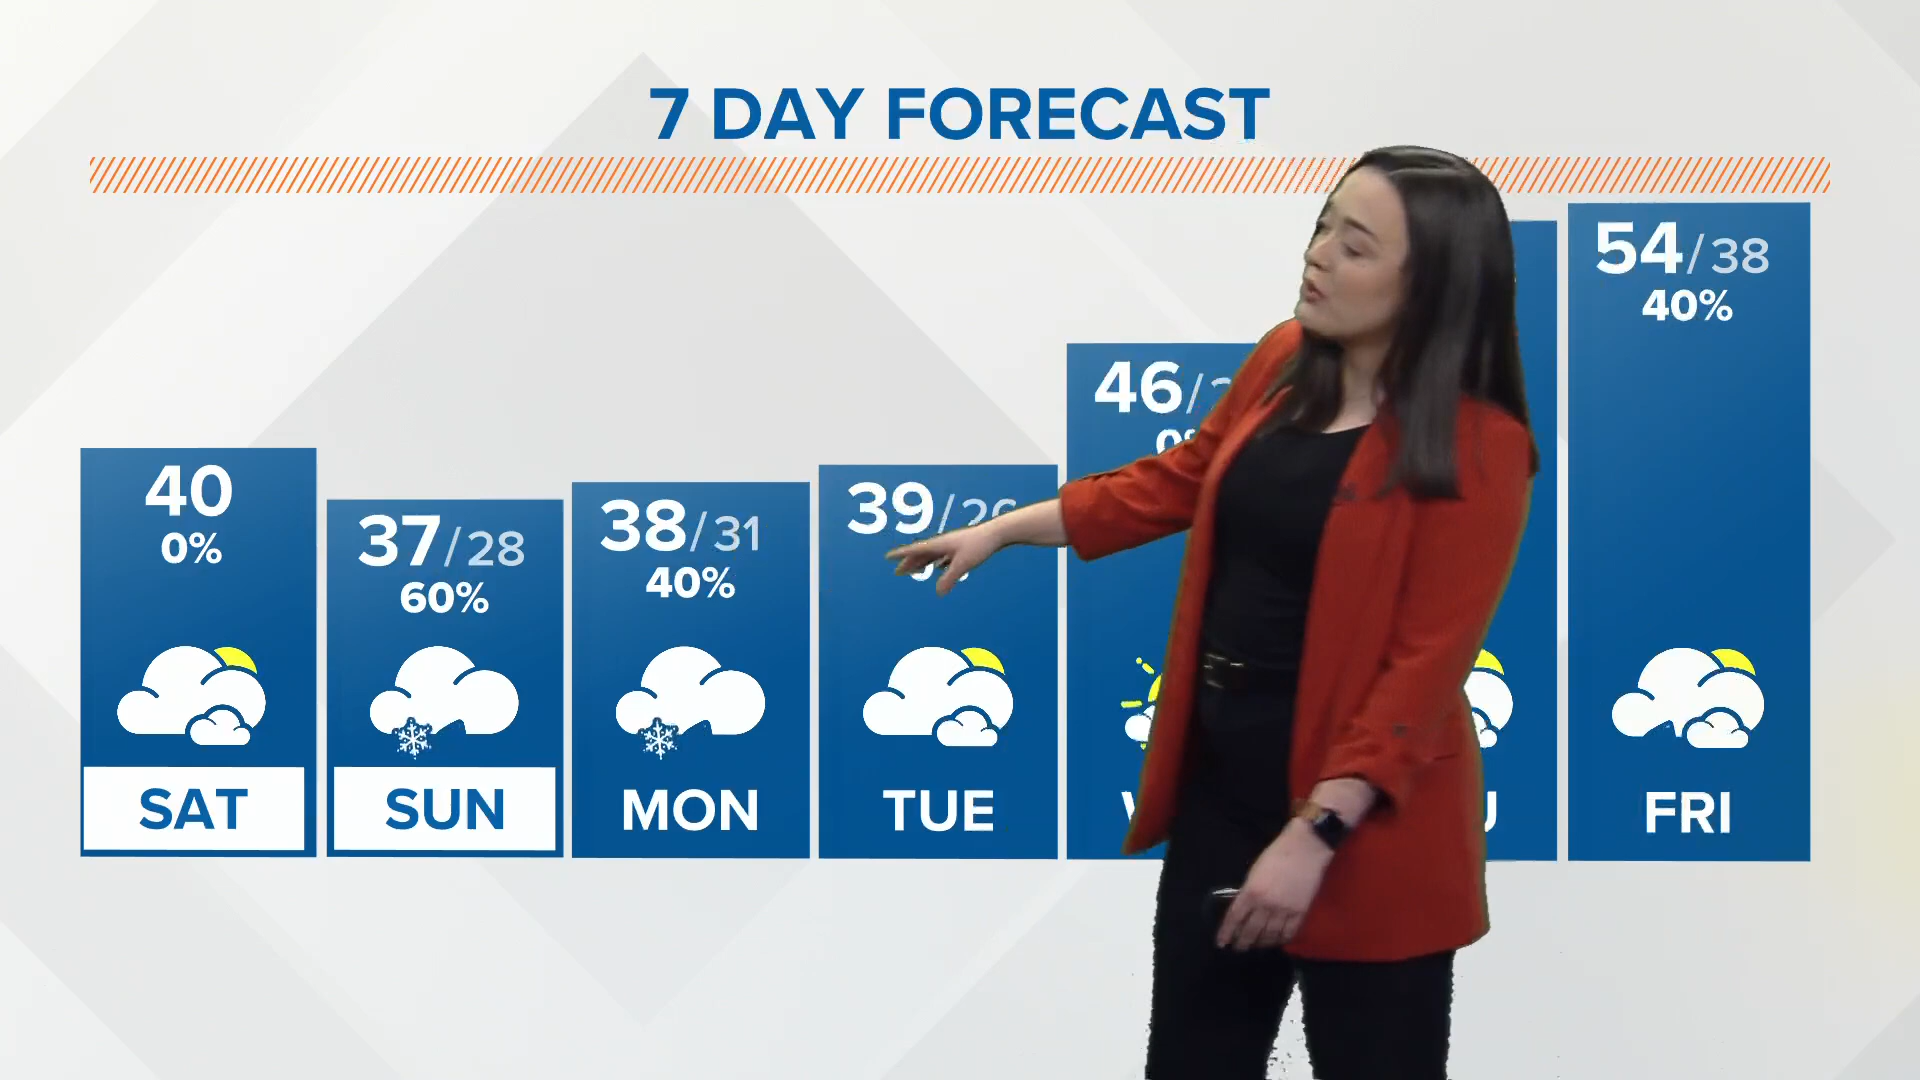 7 DAY FORECAST
40
0%
SAT
37/28
60%
SUN
38/31
40%
MON
39/
TUE
46/
54/38
40%
FRI